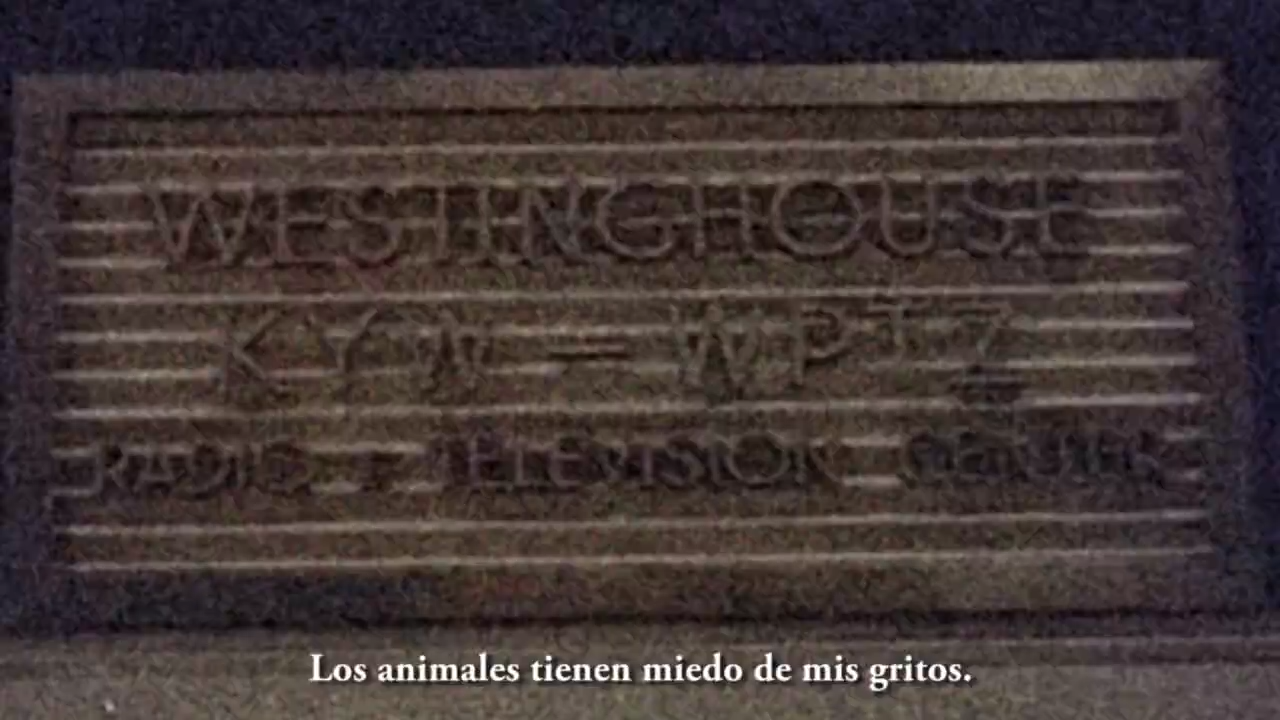 WESTINGHOUSE
KYW – WPTZ
RADIO – TELEVISION CENTER
Los animales tienen miedo de mis gritos.